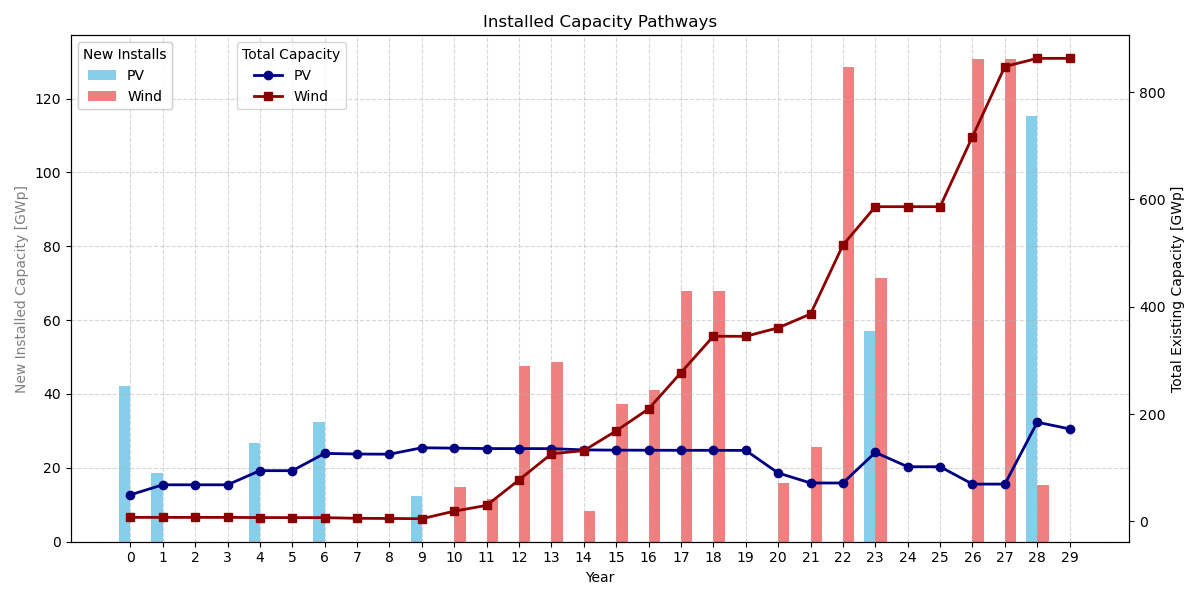 Installed Capacity Pathways
New Installs
PV
Wind
Total Capacity
PV
Wind
New Installed Capacity [GWp]
120
100
80
60
40
20
0
Total Existing Capacity [GWp]
800
600
400
200
0
0 1 2 3 4 5 6 7 8 9 10 11 12 13 14 15 16 17 18 19 20 21 22 23 24 25 26 27 28 29
Year